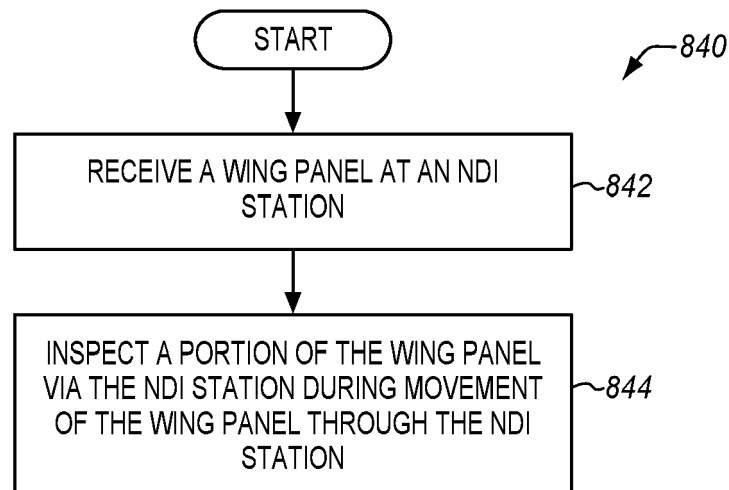 START
840
RECEIVE A WING PANEL AT AN NDI
STATION
842
INSPECT A PORTION OF THE WING PANEL
VIA THE NDI STATION DURING MOVEMENT
OF THE WING PANEL THROUGH THE NDI
STATION
844